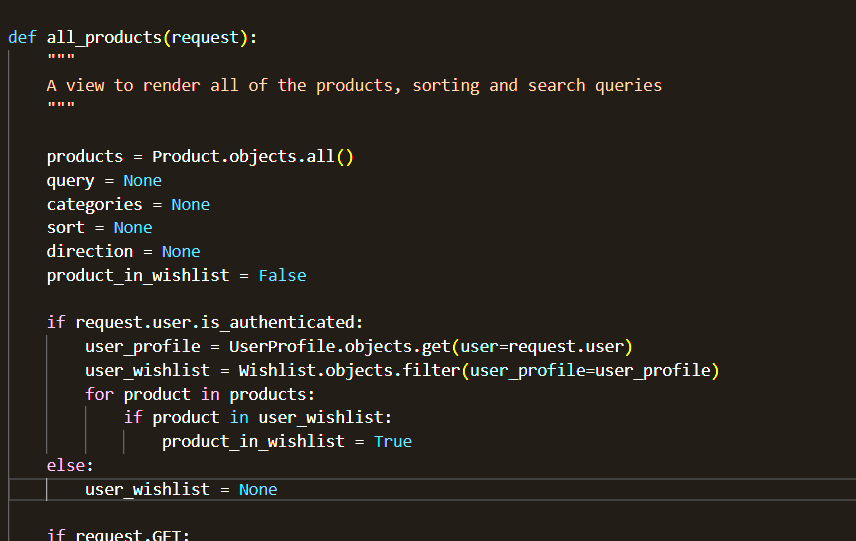 def all_products(request):
    """
    A view to render all of the products, sorting and search queries
    """
    products = Product.objects.all()
    query = None
    categories = None
    sort = None
    direction = None
    product_in_wishlist = False
    if request.user.is_authenticated:
        user_profile = UserProfile.objects.get(user=request.user)
        user_wishlist = Wishlist.objects.filter(user_profile=user_profile)
        for product in products:
            if product in user_wishlist:
                product_in_wishlist = True
    else:
        user_wishlist = None
    if request.GET: